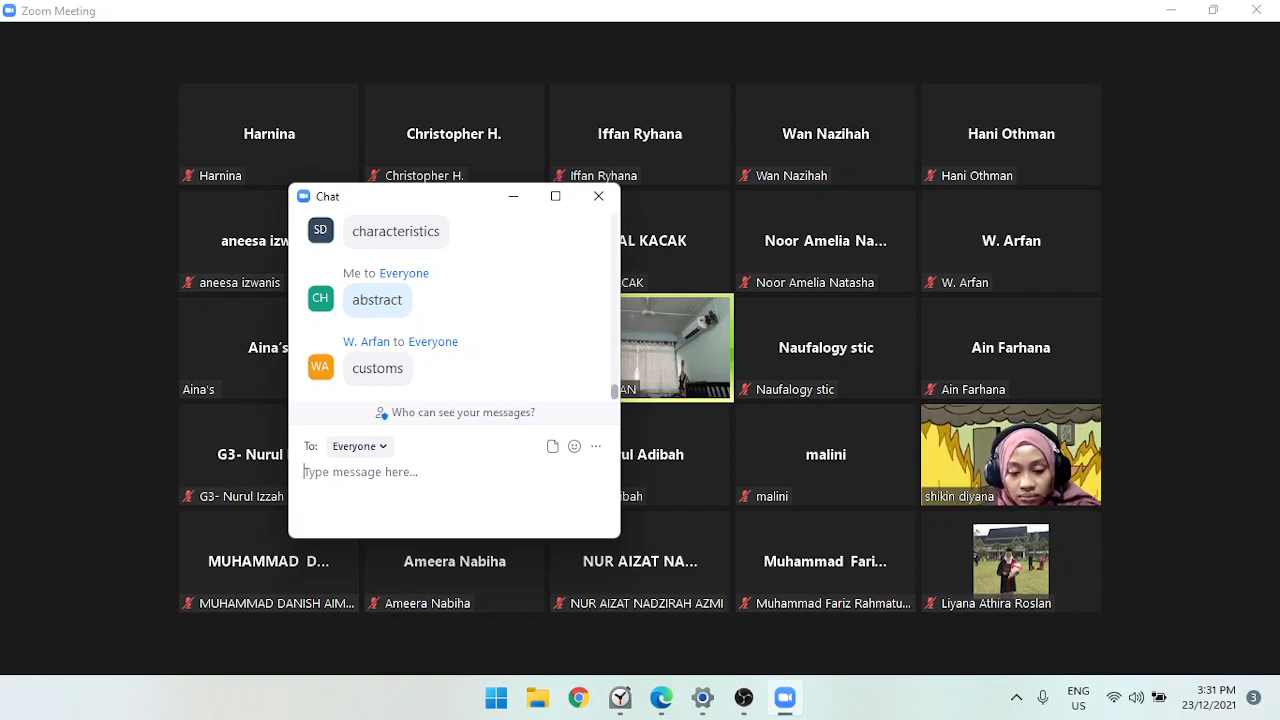 Zoom Meeting
Harnina
Christopher H.
Iffan Ryhana
Wan Nazihah
Hani Othman
Harnina
Christopher H.
Iffan Ryhana
Wan Nazihah
Hani Othman
Chat
SD
characteristics
Me to Everyone
CH
abstract
W. Arfan to Everyone
WA
customs
Who can see your messages?
To: Everyone
Type message here...
aneesa izw
AL KACAK
Noor Amelia Na...
W. Arfan
aneesa izwanis
CAK
Noor Amelia Natasha
W. Arfan
Aina's
Naufalogy stic
Ain Farhana
Aina's
AN
Naufalogy stic
Ain Farhana
G3- Nurul I
ul Adibah
malini
G3- Nurul Izzah
ibah
malini
shikin diyana
MUHAMMAD D...
Ameera Nabiha
NUR AIZAT NA...
Muhammad Fari...
MUHAMMAD DANISH AIM...
Ameera Nabiha
NUR AIZAT NADZIRAH AZMI
Muhammad Fariz Rahmatu...
Liyana Athira Roslan
ENG
US
3:31 PM
23/12/2021
3